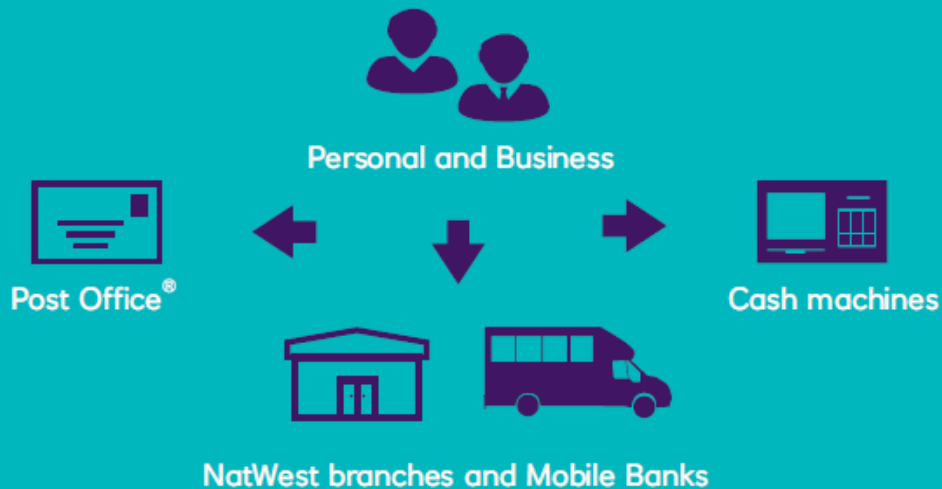 Personal and Business
Post Office®
Cash machines
NatWest branches and Mobile Banks